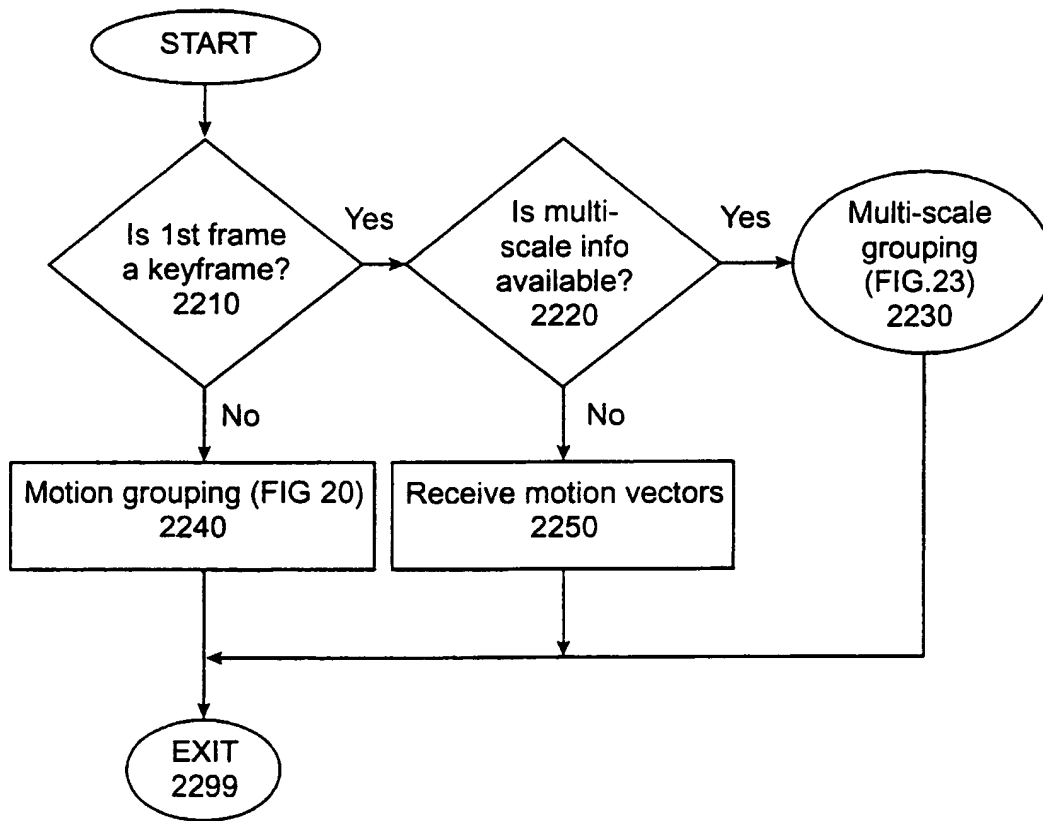 START
Is 1st frame
a keyframe?
2210
Yes
Is multi-
scale info
available?
2220
Yes
Multi-scale
grouping
(FIG.23)
2230
No
No
Motion grouping (FIG 20)
2240
Receive motion vectors
2250
EXIT
2299